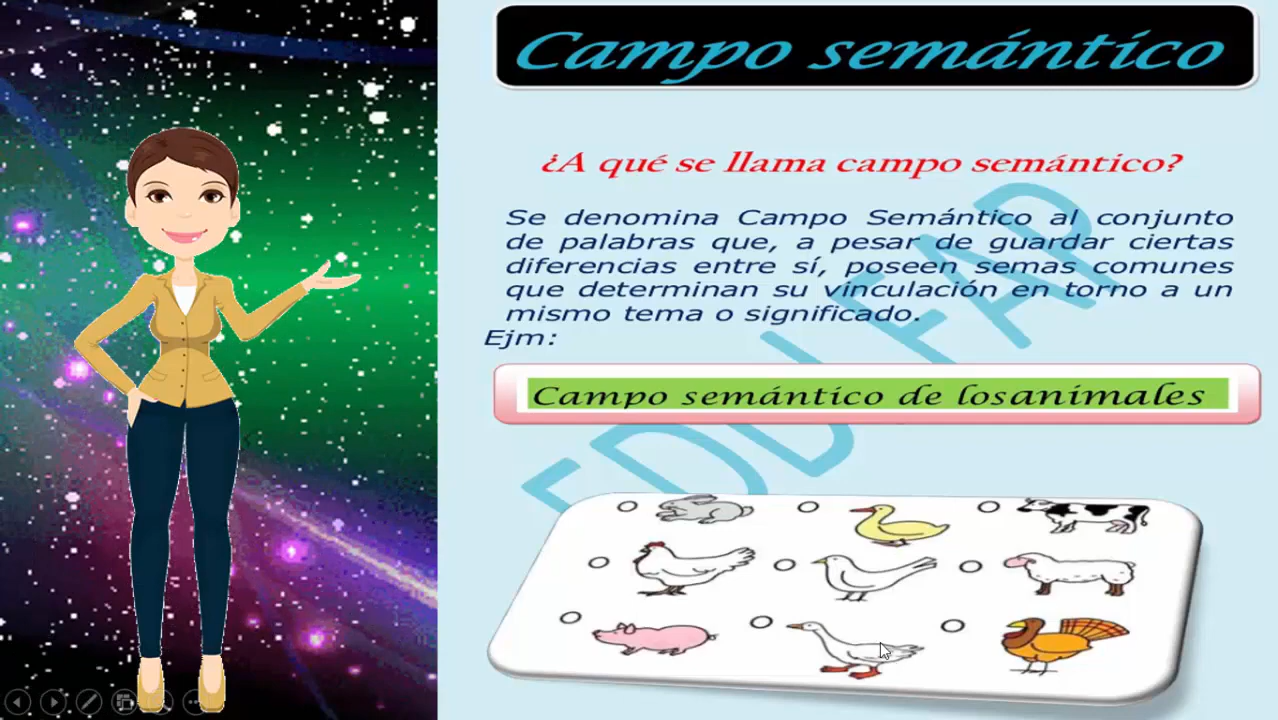 Campo semántico
¿A qué se llama campo semántico?
Se denomina Campo Semántico al conjunto
de palabras que, a pesar de guardar ciertas
diferencias entre sí, poseen semas comunes
que determinan su vinculación en torno a un
mismo tema o significado.
Ejm:
Campo semántico de losanimales
EDU FAP